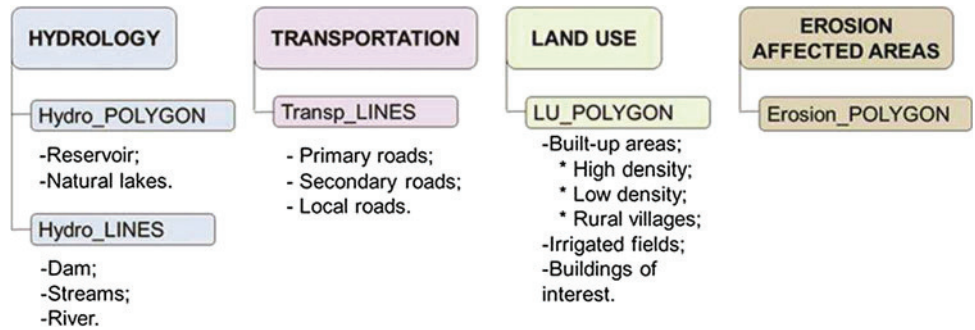 HYDROLOGY
Hydro_POLYGON
-Reservoir;
-Natural lakes.
Hydro_LINES
-Dam;
-Streams;
-River.
TRANSPORTATION
Transp_LINES
- Primary roads;
- Secondary roads;
- Local roads.
LAND USE
LU_POLYGON
-Built-up areas;
* High density;
* Low density;
* Rural villages;
-Irrigated fields;
-Buildings of
interest.
EROSION
AFFECTED AREAS
Erosion_POLYGON